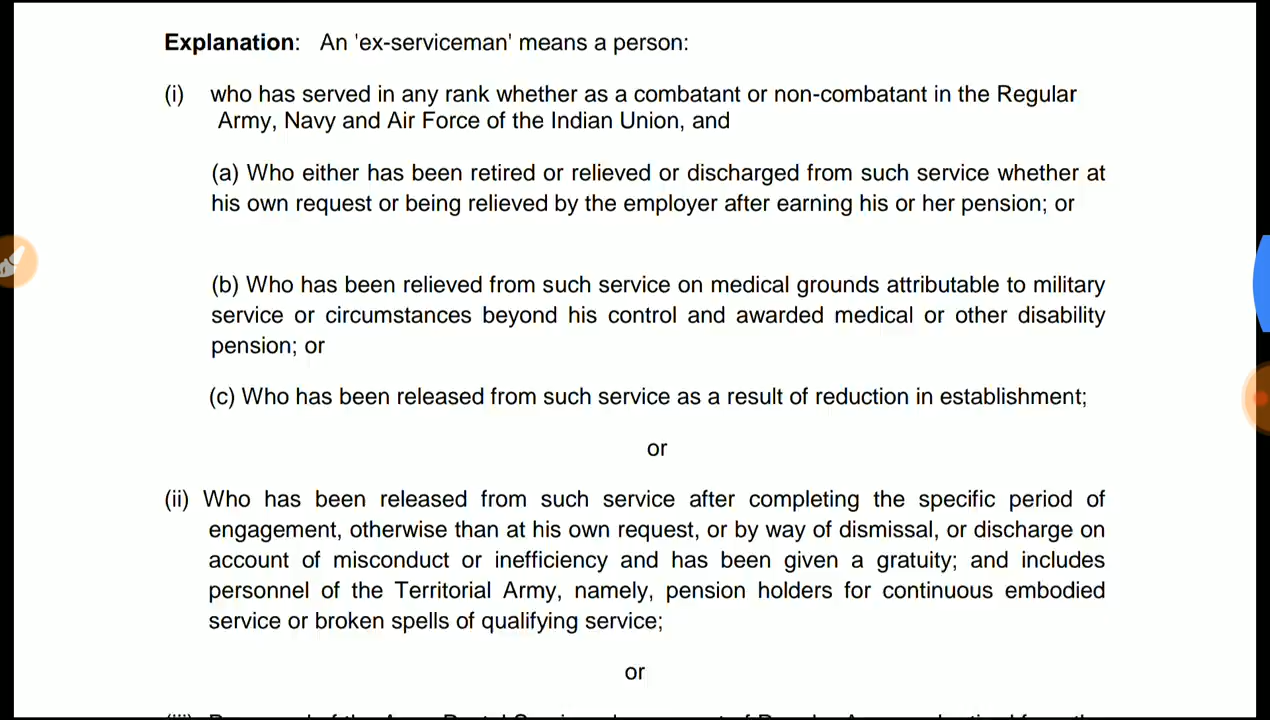 Explanation: An 'ex-serviceman' means a person:
(i) who has served in any rank whether as a combatant or non-combatant in the Regular
Army, Navy and Air Force of the Indian Union, and
(a) Who either has been retired or relieved or discharged from such service whether at
his own request or being relieved by the employer after earning his or her pension; or
(b) Who has been relieved from such service on medical grounds attributable to military
service or circumstances beyond his control and awarded medical or other disability
pension; or
(c) Who has been released from such service as a result of reduction in establishment;
or
(ii) Who has been released from such service after completing the specific period of
engagement, otherwise than at his own request, or by way of dismissal, or discharge on
account of misconduct or inefficiency and has been given a gratuity; and includes
personnel of the Territorial Army, namely, pension holders for continuous embodied
service or broken spells of qualifying service;
or